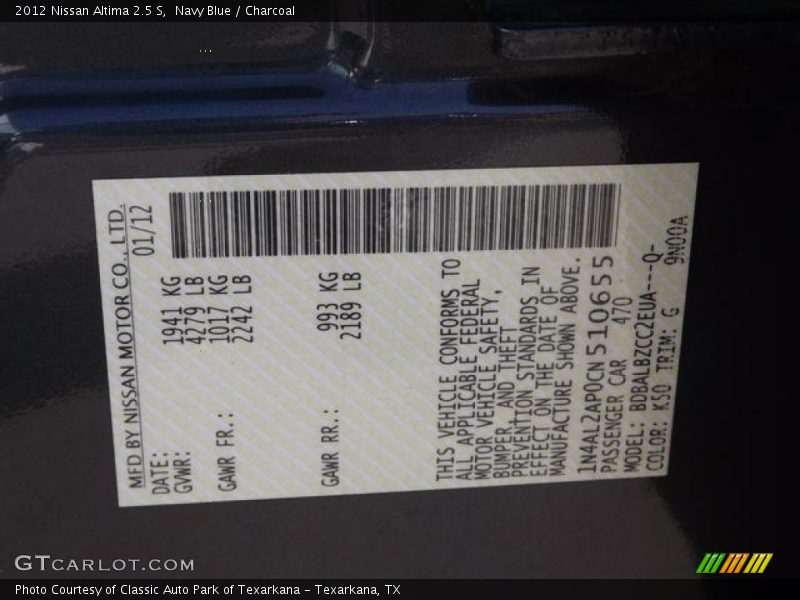 2012 Nissan Altima 2.5 S,  Navy Blue / Charcoal
MFD BY NISSAN MOTOR CO., LTD.
DATE: 01/12
GVWR: 1941 KG
4279 LB
GAWR FR.: 1017 KG
2242 LB
GAWR RR.: 993 KG
2189 LB
THIS VEHICLE CONFORMS TO
ALL APPLICABLE FEDERAL
MOTOR VEHICLE SAFETY,
BUMPER, AND THEFT
PREVENTION STANDARDS IN
EFFECT ON THE DATE OF
MANUFACTURE SHOWN ABOVE.
1N4AL2AP0CN510655
PASSENGER CAR 470
MODEL: BDBALBZCC2EUA---Q-
COLOR: K50 TRIM: G 9N00A
GTCARLOT.COM
Photo Courtesy of Classic Auto Park of Texarkana – Texarkana, TX